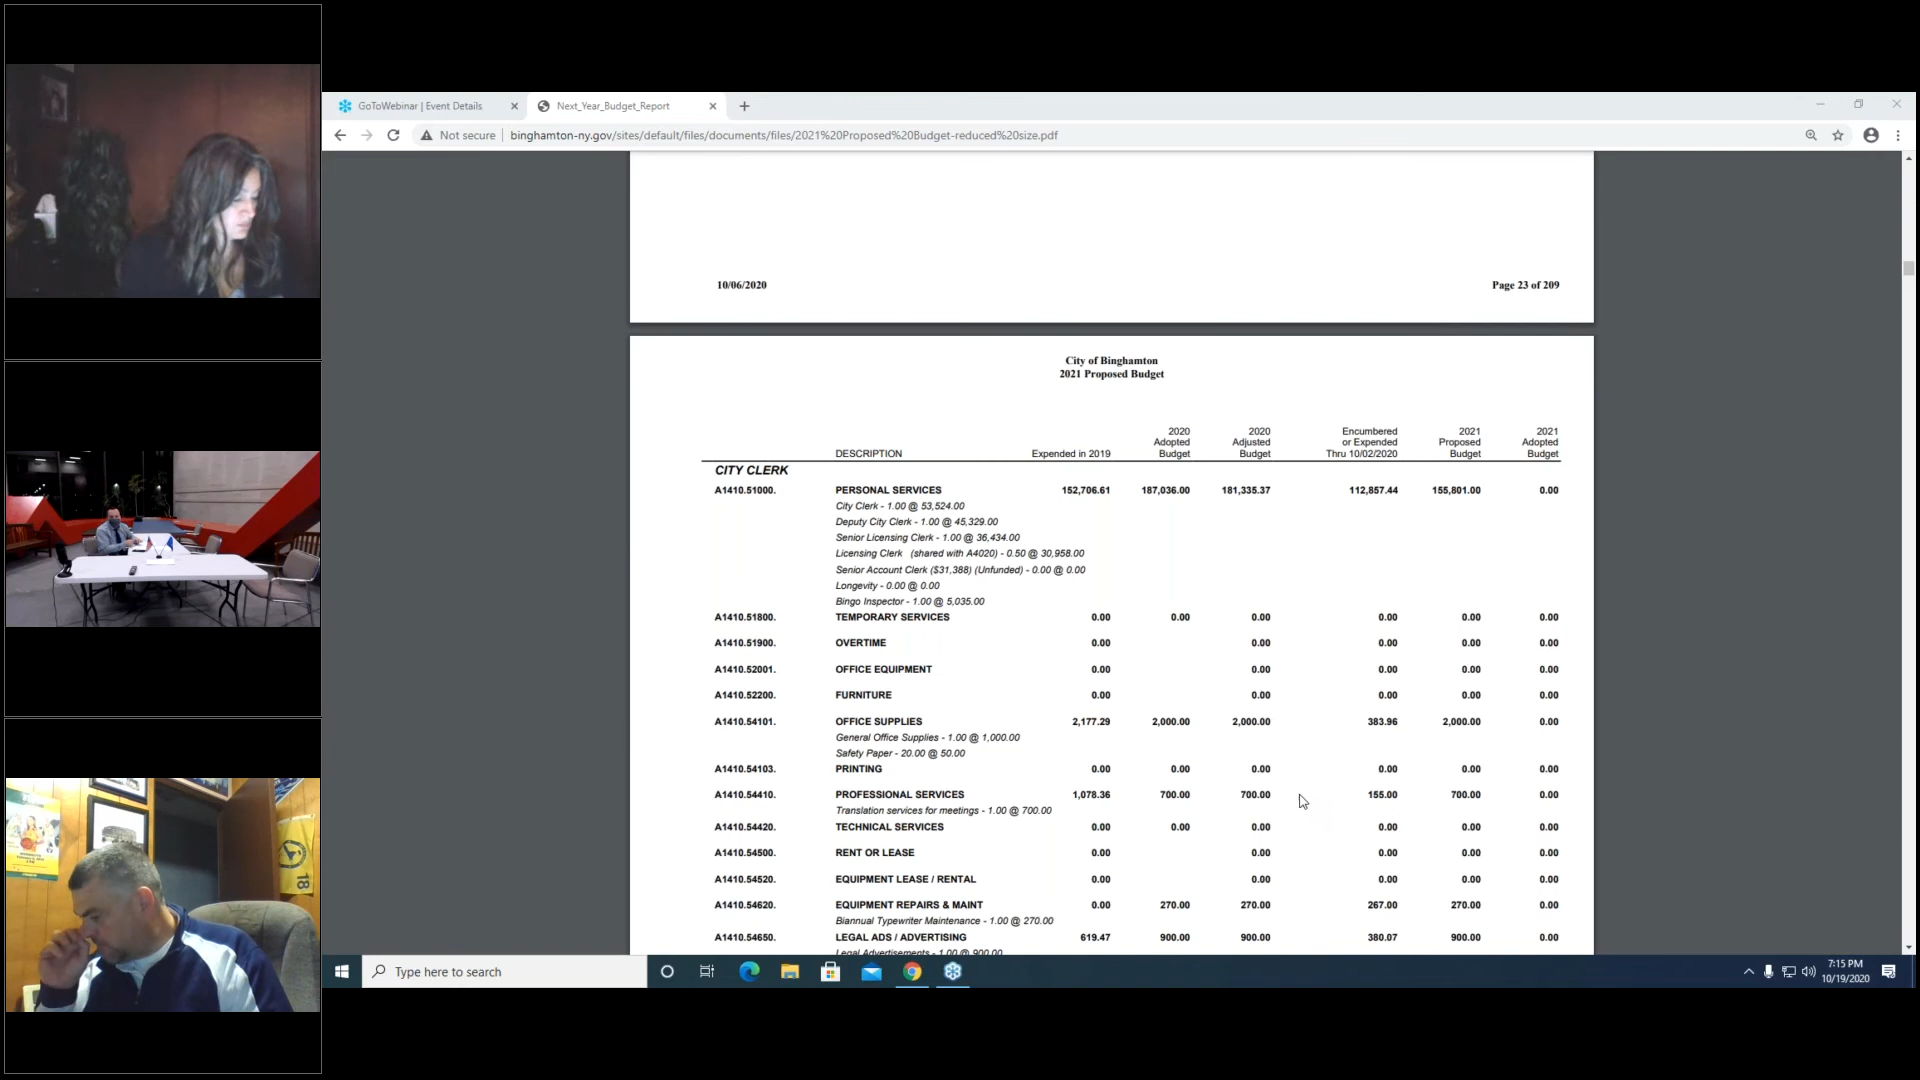 GoToWebinar | Event Details
Next_Year_Budget_Report
Not secure | binghamton-ny.gov/sites/default/files/documents/files/2021%20Proposed%20Budget-reduced%20size.pdf
10/06/2020 Page 23 of 209
City of Binghamton
2021 Proposed Budget
DESCRIPTION Expended in 2019 2020 Adopted Budget 2020 Adjusted Budget Encumbered or Expended Thru 10/02/2020 2021 Proposed Budget 2021 Adopted Budget
CITY CLERK
A1410.51000. PERSONAL SERVICES 152,706.61 187,036.00 181,335.37 112,857.44 155,801.00 0.00
City Clerk - 1.00 @ 53,524.00
Deputy City Clerk - 1.00 @ 45,329.00
Senior Licensing Clerk - 1.00 @ 36,434.00
Licensing Clerk (shared with A4020) - 0.50 @ 30,958.00
Senior Account Clerk ($31,388) (Unfunded) - 0.00 @ 0.00
Longevity - 0.00 @ 0.00
Bingo Inspector - 1.00 @ 5,035.00
A1410.51800. TEMPORARY SERVICES 0.00 0.00 0.00 0.00 0.00 0.00
A1410.51900. OVERTIME 0.00 0.00 0.00 0.00 0.00
A1410.52001. OFFICE EQUIPMENT 0.00 0.00 0.00 0.00 0.00
A1410.52200. FURNITURE 0.00 0.00 0.00 0.00 0.00
A1410.54101. OFFICE SUPPLIES 2,177.29 2,000.00 2,000.00 383.96 2,000.00 0.00
General Office Supplies - 1.00 @ 1,000.00
Safety Paper - 20.00 @ 50.00
A1410.54103. PRINTING 0.00 0.00 0.00 0.00 0.00 0.00
A1410.54410. PROFESSIONAL SERVICES 1,078.36 700.00 700.00 155.00 700.00 0.00
Translation services for meetings - 1.00 @ 700.00
A1410.54420. TECHNICAL SERVICES 0.00 0.00 0.00 0.00 0.00 0.00
A1410.54500. RENT OR LEASE 0.00 0.00 0.00 0.00 0.00
A1410.54520. EQUIPMENT LEASE / RENTAL 0.00 0.00 0.00 0.00 0.00
A1410.54620. EQUIPMENT REPAIRS & MAINT 0.00 270.00 270.00 267.00 270.00 0.00
Biannual Typewriter Maintenance - 1.00 @ 270.00
A1410.54650. LEGAL ADS / ADVERTISING 619.47 900.00 900.00 380.07 900.00 0.00
Legal Advertisements - 1.00 @ 900.00
Type here to search
7:15 PM
10/19/2020
18